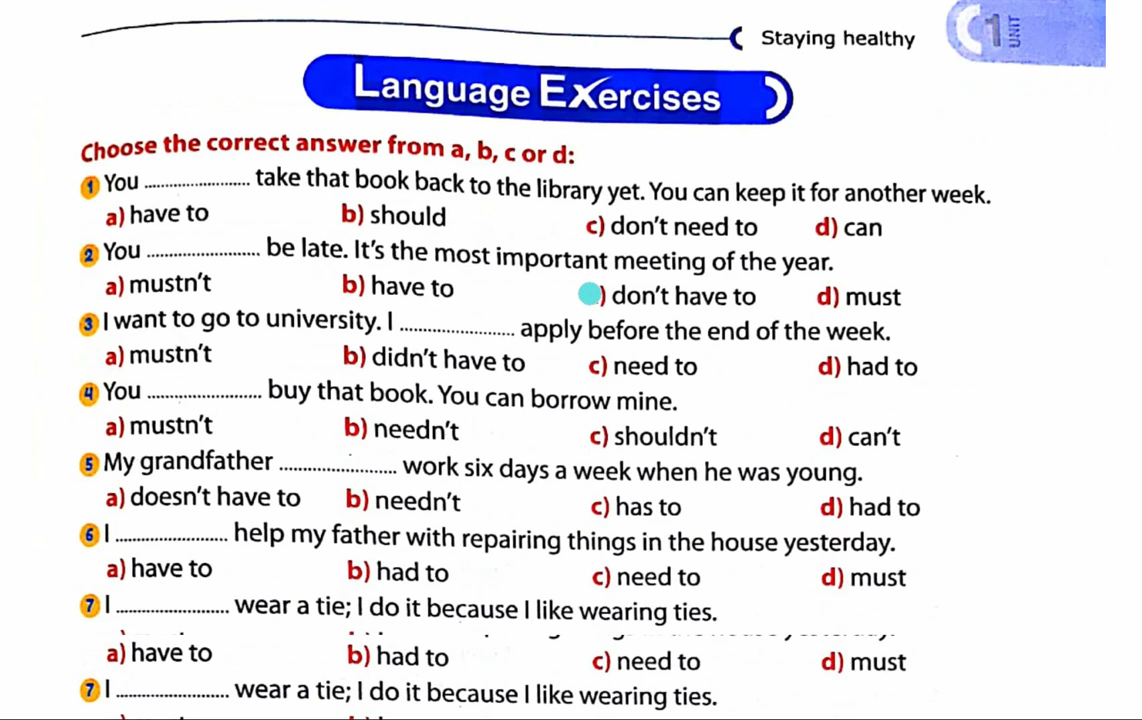 Staying healthy
1 UNIT
Language Exercises
Choose the correct answer from a, b, c or d:
1 You ........................ take that book back to the library yet. You can keep it for another week.
a) have to b) should c) don't need to d) can
2 You ........................ be late. It's the most important meeting of the year.
a) mustn't b) have to ) don't have to d) must
3 I want to go to university. I ........................ apply before the end of the week.
a) mustn't b) didn't have to c) need to d) had to
4 You ........................ buy that book. You can borrow mine.
a) mustn't b) needn't c) shouldn't d) can't
5 My grandfather ........................ work six days a week when he was young.
a) doesn't have to b) needn't c) has to d) had to
6 I ........................ help my father with repairing things in the house yesterday.
a) have to b) had to c) need to d) must
7 I ........................ wear a tie; I do it because I like wearing ties.
a) have to b) had to c) need to d) must
7 I ........................ wear a tie; I do it because I like wearing ties.